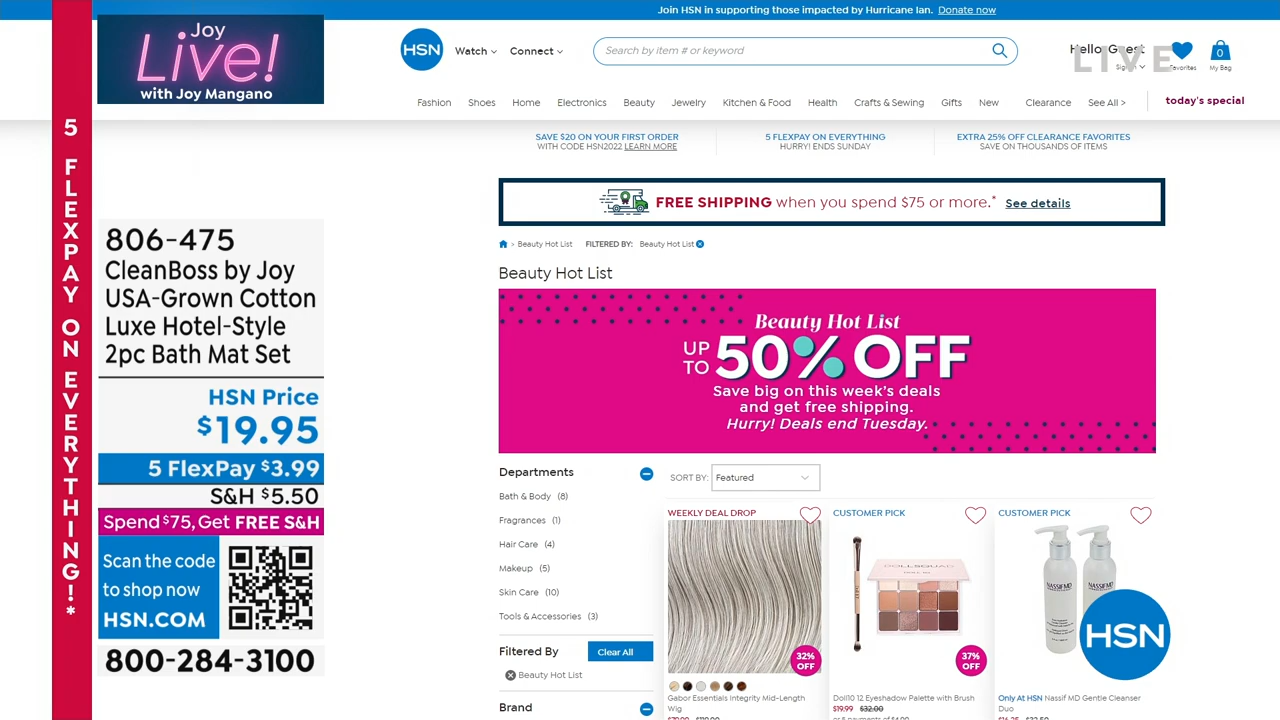 Join HSN in supporting those impacted by Hurricane Ian. Donate now
Joy
Live!
with Joy Mangano
HSN
Watch
Connect
Search by item # or keyword
Hello Guest
LIVE
Favorites
0
My Bag
Fashion Shoes Home Electronics Beauty Jewelry Kitchen & Food Health Crafts & Sewing Gifts New Clearance See All > today's special
SAVE $20 ON YOUR FIRST ORDER
WITH CODE HSN2022 LEARN MORE
5 FLEXPAY ON EVERYTHING
HURRY! ENDS SUNDAY
EXTRA 25% OFF CLEARANCE FAVORITES
SAVE ON THOUSANDS OF ITEMS
5 FLEXPAY ON EVERYTHING!*
FREE SHIPPING when you spend $75 or more.* See details
> Beauty Hot List FILTERED BY: Beauty Hot List
Beauty Hot List
806-475
CleanBoss by Joy
USA-Grown Cotton
Luxe Hotel-Style
2pc Bath Mat Set
HSN Price
$19.95
5 FlexPay $3.99
S&H $5.50
Spend $75, Get FREE S&H
Scan the code
to shop now
HSN.COM
800-284-3100
Beauty Hot List
UP TO 50% OFF
Save big on this week's deals
and get free shipping.
Hurry! Deals end Tuesday.
Departments
Bath & Body (8)
Fragrances (1)
Hair Care (4)
Makeup (5)
Skin Care (10)
Tools & Accessories (3)
Filtered By Clear All
Beauty Hot List
Brand
SORT BY: Featured
WEEKLY DEAL DROP
32%
OFF
Gabor Essentials Integrity Mid-Length
Wig
CUSTOMER PICK
DOLLSQUAD
37%
OFF
Doll10 12 Eyeshadow Palette with Brush
$19.99 $32.00
CUSTOMER PICK
NASSIFMD
NASSIFMD
HSN
Only At HSN Nassif MD Gentle Cleanser
Duo